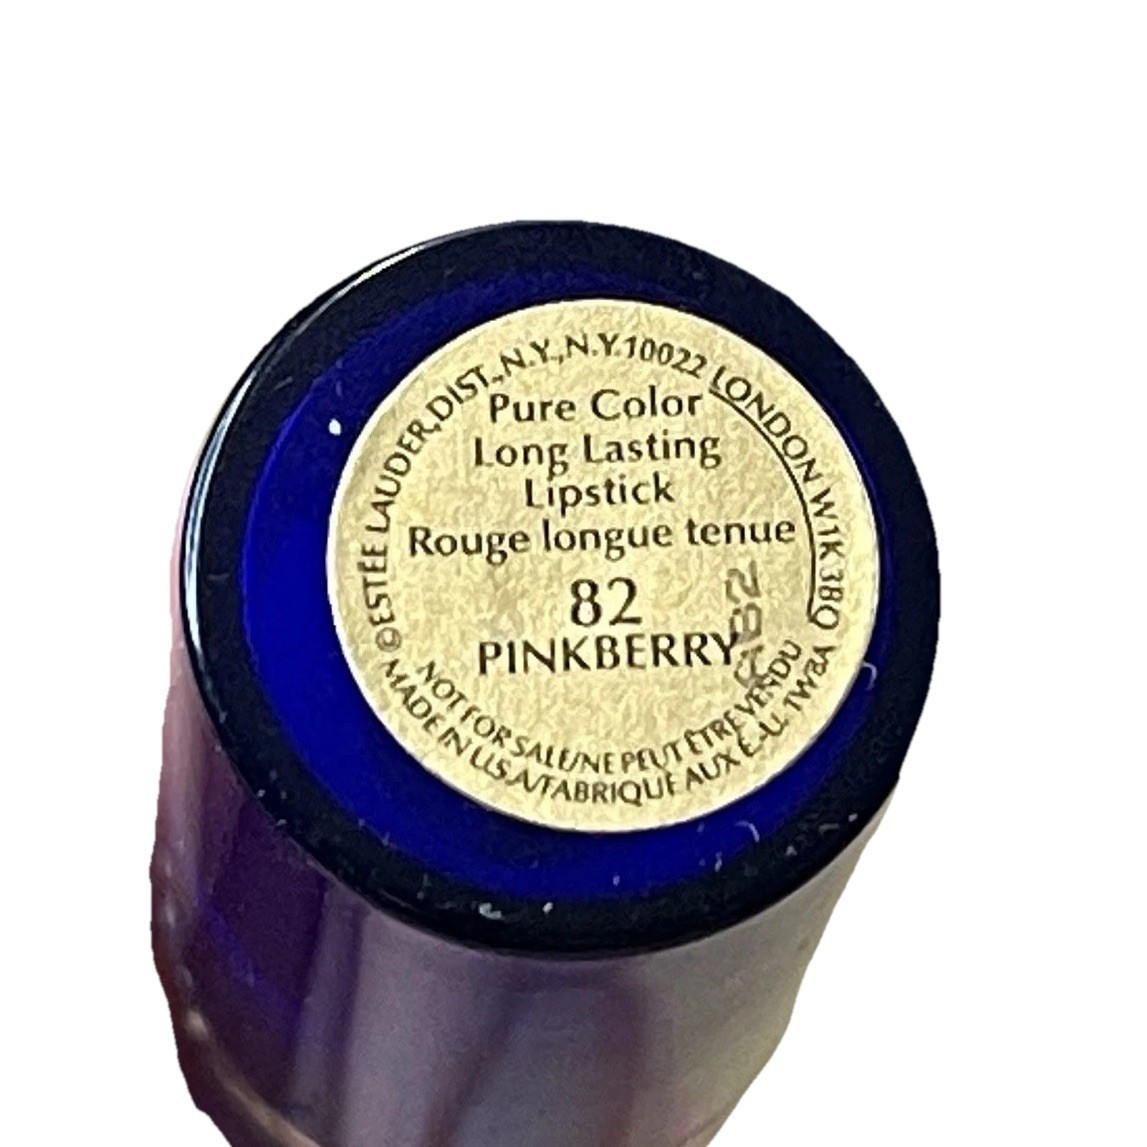 ©ESTÉE LAUDER,DIST.,N.Y.,N.Y.10022 LONDON W1K 3BQ
Pure Color
Long Lasting
Lipstick
Rouge longue tenue
82
PINKBERRY
NOT FOR SALE/NE PEUT ÊTRE VENDU
MADE IN U.S.A/FABRIQUÉ AUX É.-U. 1WBA